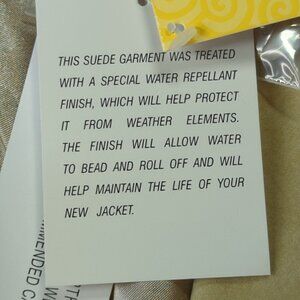 THIS SUEDE GARMENT WAS TREATED
WITH A SPECIAL WATER REPELLANT
FINISH, WHICH WILL HELP PROTECT
IT FROM WEATHER ELEMENTS.
THE FINISH WILL ALLOW WATER
TO BEAD AND ROLL OFF AND WILL
HELP MAINTAIN THE LIFE OF YOUR
NEW JACKET.